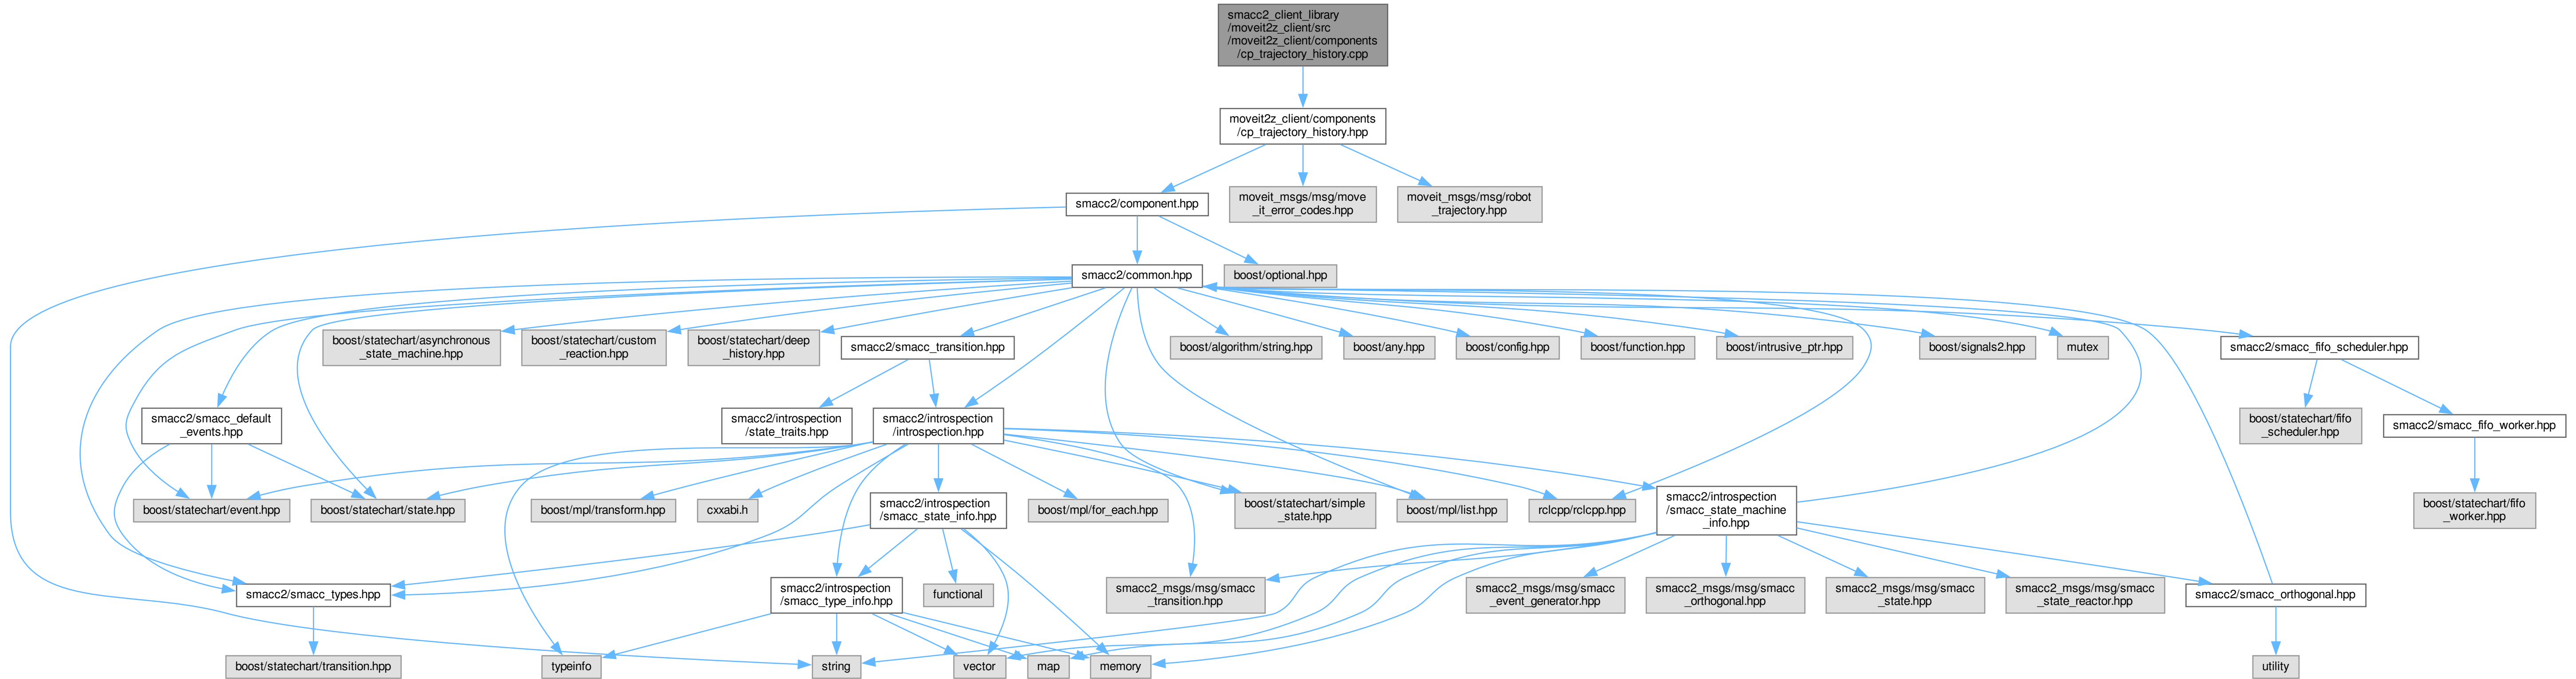 smacc2_client_library
/moveit2z_client/src
/moveit2z_client/components
/cp_trajectory_history.cpp
moveit2z_client/components
/cp_trajectory_history.hpp
smacc2/component.hpp
moveit_msgs/msg/move
_it_error_codes.hpp
moveit_msgs/msg/robot
_trajectory.hpp
smacc2/common.hpp
boost/optional.hpp
boost/statechart/asynchronous
_state_machine.hpp
boost/statechart/custom
_reaction.hpp
boost/statechart/deep
_history.hpp
smacc2/smacc_transition.hpp
boost/algorithm/string.hpp
boost/any.hpp
boost/config.hpp
boost/function.hpp
boost/intrusive_ptr.hpp
boost/signals2.hpp
mutex
smacc2/smacc_fifo_scheduler.hpp
smacc2/smacc_default
_events.hpp
smacc2/introspection
/state_traits.hpp
smacc2/introspection
/introspection.hpp
boost/statechart/fifo
_scheduler.hpp
smacc2/smacc_fifo_worker.hpp
boost/statechart/event.hpp
boost/statechart/state.hpp
boost/mpl/transform.hpp
cxxabi.h
smacc2/introspection
/smacc_state_info.hpp
boost/mpl/for_each.hpp
boost/statechart/simple
_state.hpp
boost/mpl/list.hpp
rclcpp/rclcpp.hpp
smacc2/introspection
/smacc_state_machine
_info.hpp
boost/statechart/fifo
_worker.hpp
smacc2/smacc_types.hpp
smacc2/introspection
/smacc_type_info.hpp
functional
smacc2_msgs/msg/smacc
_transition.hpp
smacc2_msgs/msg/smacc
_event_generator.hpp
smacc2_msgs/msg/smacc
_orthogonal.hpp
smacc2_msgs/msg/smacc
_state.hpp
smacc2_msgs/msg/smacc
_state_reactor.hpp
smacc2/smacc_orthogonal.hpp
boost/statechart/transition.hpp
typeinfo
string
vector
map
memory
utility